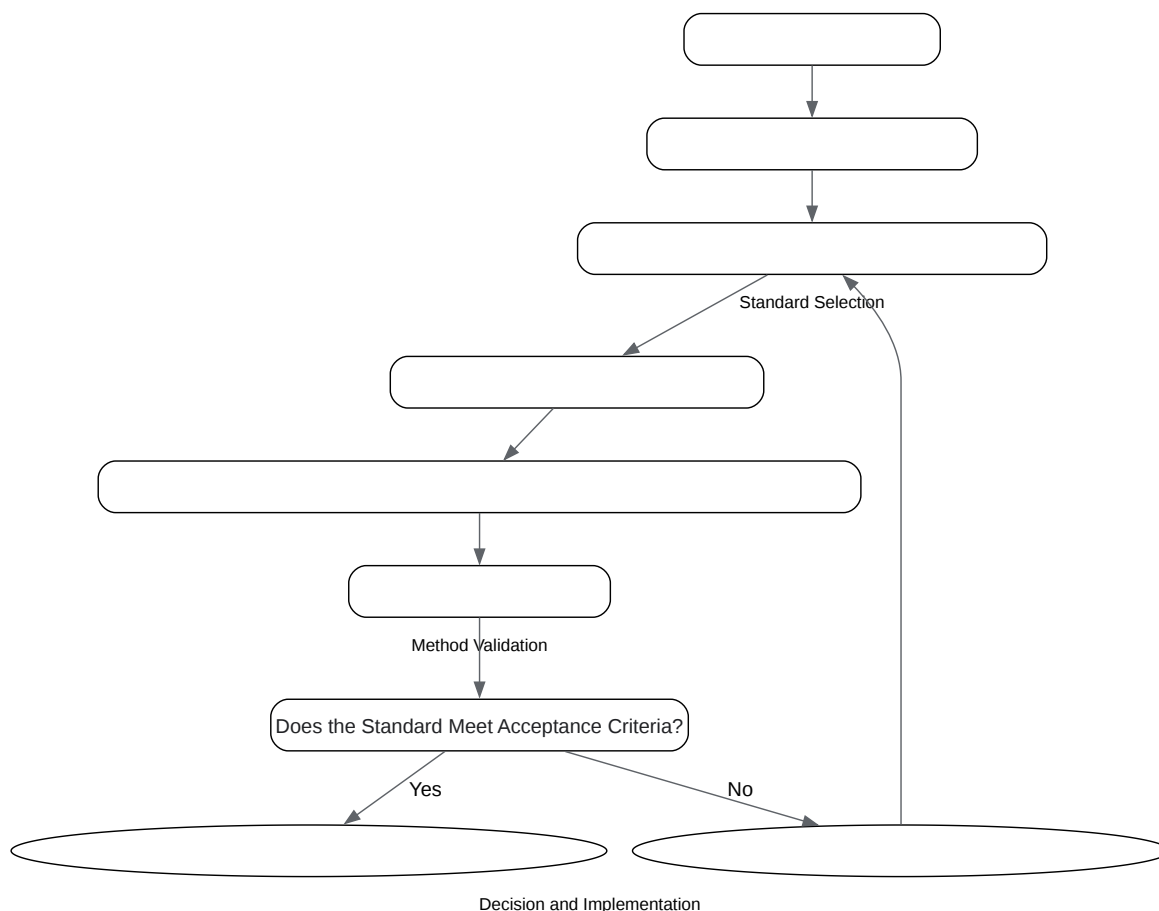 Standard Selection
Method Validation
Does the Standard Meet Acceptance Criteria?
Yes
No
Decision and Implementation